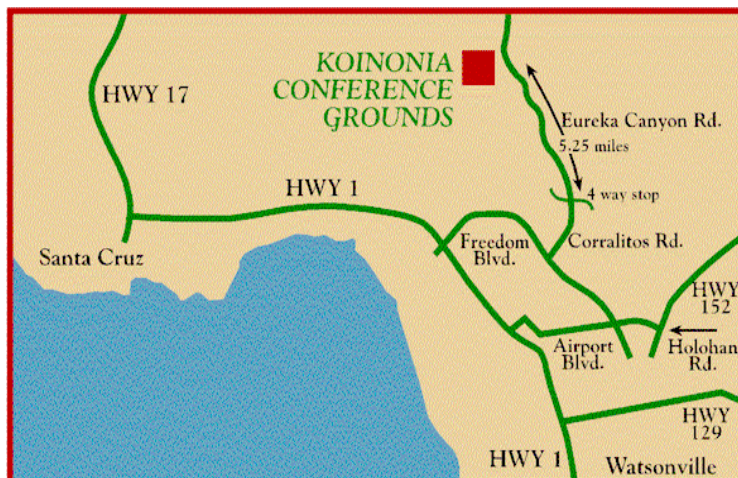 KOINONIA
CONFERENCE
GROUNDS
HWY 17
Eureka Canyon Rd.
5.25 miles
HWY 1
4 way stop
Santa Cruz
Freedom
Blvd.
Corralitos Rd.
HWY
152
Airport
Blvd.
Holohan
Rd.
HWY
129
HWY 1
Watsonville